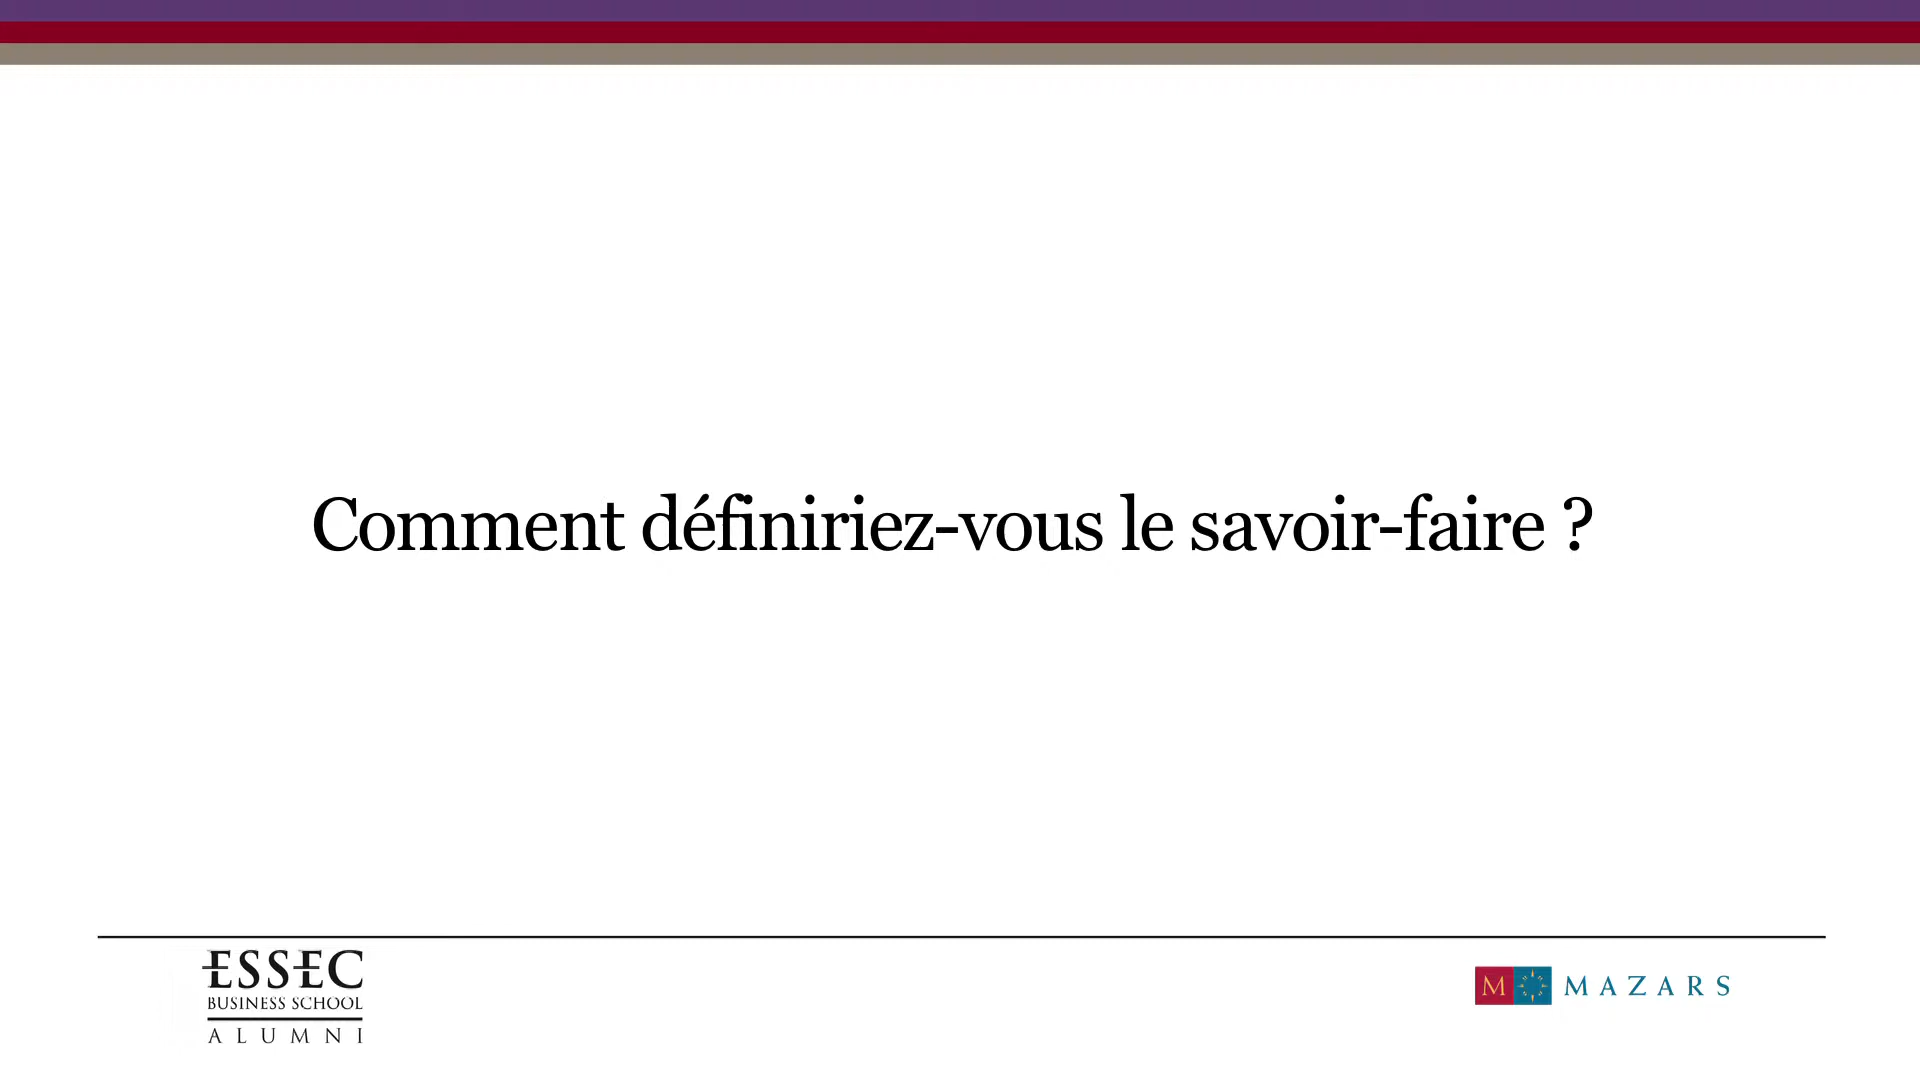 Comment définiriez-vous le savoir-faire ?
ESSEC
BUSINESS SCHOOL
ALUMNI
M MAZARS